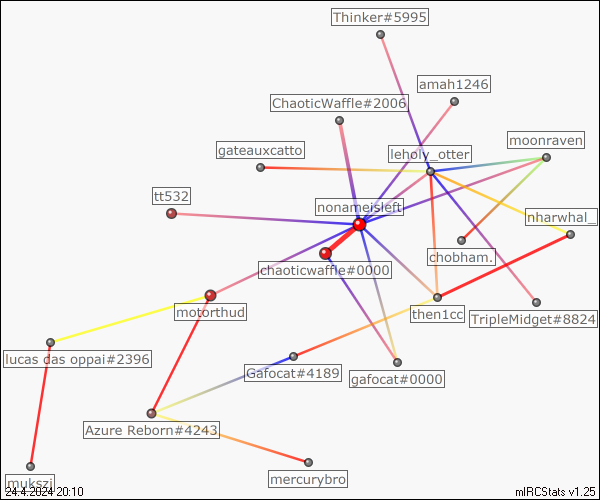 Thinker#5995
amah1246
ChaoticWaffle#2006
moonraven
gateauxcatto
leholy_otter
tt532
nonameisleft
nharwhal_
chobham.
chaoticwaffle#0000
motorthud
then1cc
TripleMidget#8824
lucas das oppai#2396
Gafocat#4189
gafocat#0000
Azure Reborn#4243
mukszi
mercurybro
24.4.2024 20:10
mIRCStats v1.25